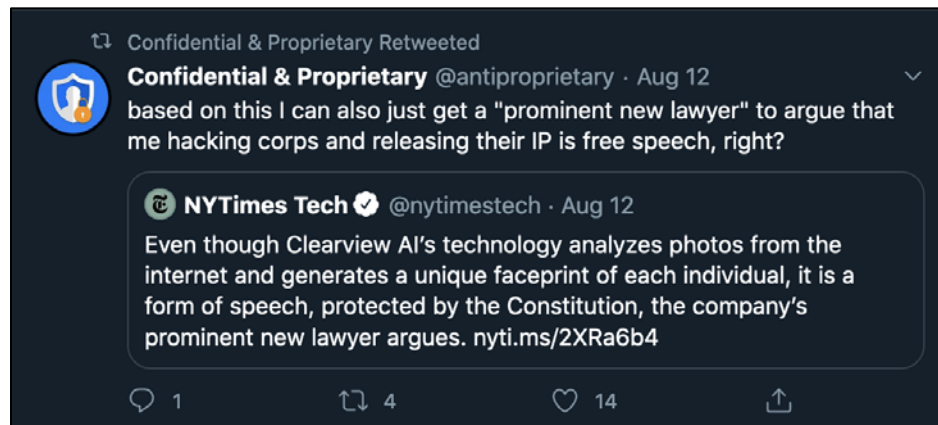 Confidential & Proprietary Retweeted
Confidential & Proprietary @antiproprietary · Aug 12
based on this I can also just get a "prominent new lawyer" to argue that
me hacking corps and releasing their IP is free speech, right?
NYTimes Tech @nytimestech · Aug 12
Even though Clearview AI’s technology analyzes photos from the
internet and generates a unique faceprint of each individual, it is a
form of speech, protected by the Constitution, the company’s
prominent new lawyer argues. nyti.ms/2XRa6b4
1 4 14